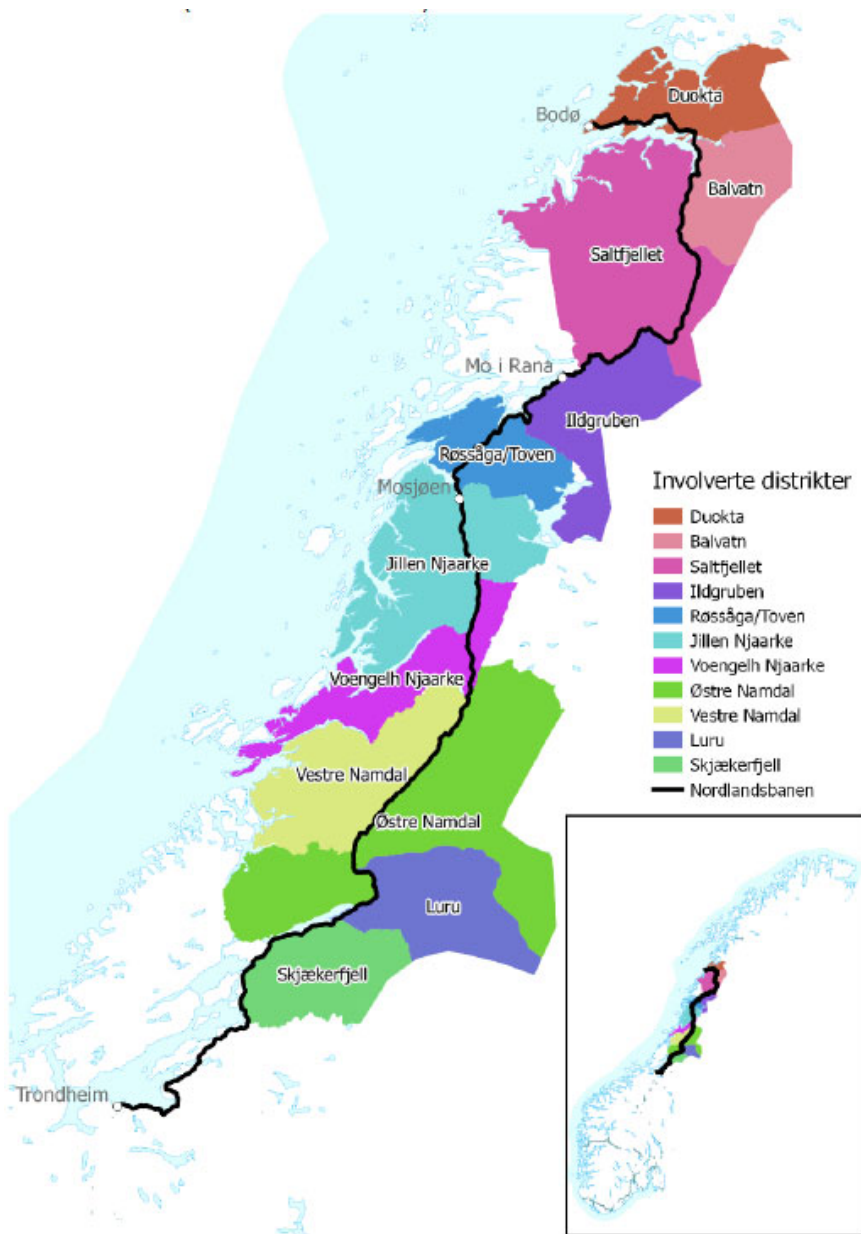 Duokta
Bodø
Balvatn
Saltfjellet
Mo i Rana
Ildgruben
Røssåga/Toven
Mosjøen
Jillen Njaarke
Voengelh Njaarke
Vestre Namdal
Østre Namdal
Luru
Skjækerfjell
Trondheim
Involverte distrikter
Duokta
Balvatn
Saltfjellet
Ildgruben
Røssåga/Toven
Jillen Njaarke
Voengelh Njaarke
Østre Namdal
Vestre Namdal
Luru
Skjækerfjell
Nordlandsbanen